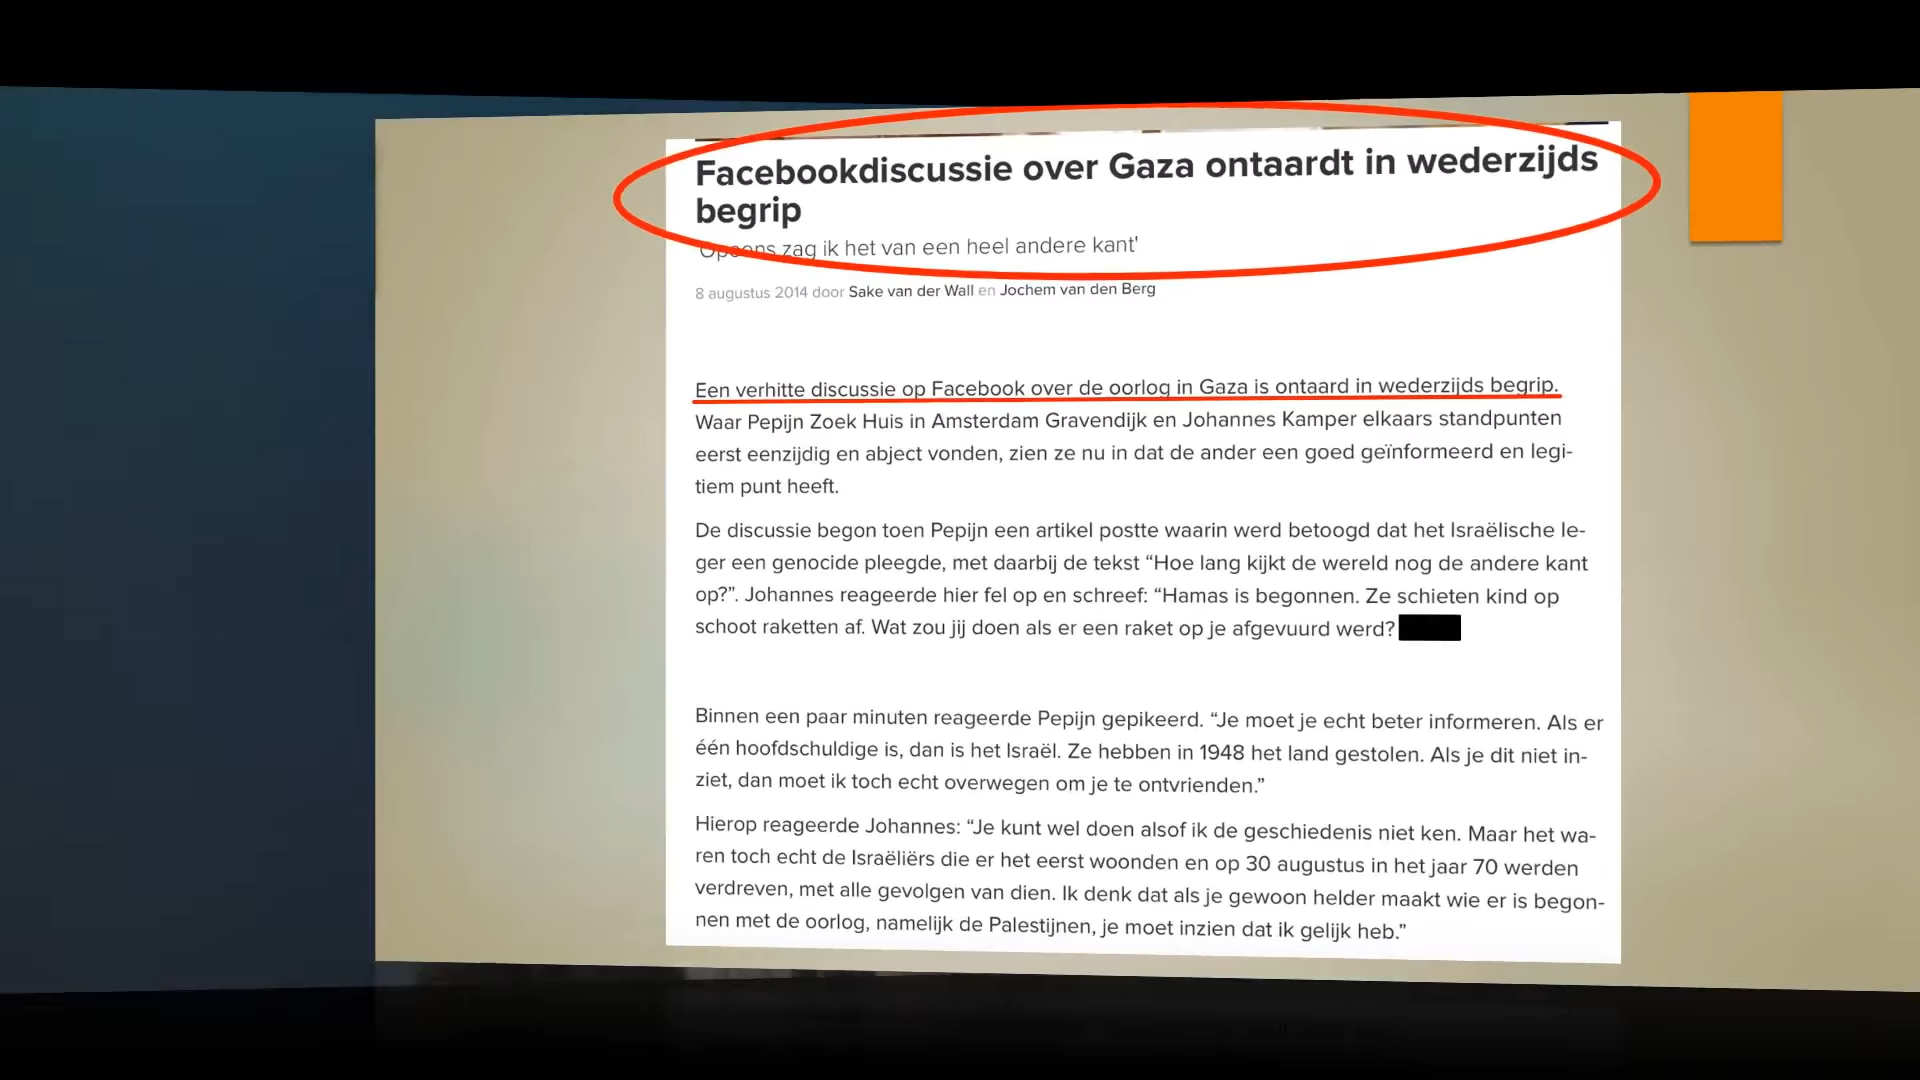 Facebookdiscussie over Gaza ontaardt in wederzijds
begrip
'Opeens zag ik het van een heel andere kant'
8 augustus 2014 door Sake van der Wall en Jochem van den Berg
Een verhitte discussie op Facebook over de oorlog in Gaza is ontaard in wederzijds begrip.
Waar Pepijn Zoek Huis in Amsterdam Gravendijk en Johannes Kamper elkaars standpunten
eerst eenzijdig en abject vonden, zien ze nu in dat de ander een goed geïnformeerd en legi-
tiem punt heeft.
De discussie begon toen Pepijn een artikel postte waarin werd betoogd dat het Israëlische le-
ger een genocide pleegde, met daarbij de tekst “Hoe lang kijkt de wereld nog de andere kant
op?”. Johannes reageerde hier fel op en schreef: “Hamas is begonnen. Ze schieten kind op
schoot raketten af. Wat zou jij doen als er een raket op je afgevuurd werd?
Binnen een paar minuten reageerde Pepijn gepikeerd. “Je moet je echt beter informeren. Als er
één hoofdschuldige is, dan is het Israël. Ze hebben in 1948 het land gestolen. Als je dit niet in-
ziet, dan moet ik toch echt overwegen om je te ontvrienden.”
Hierop reageerde Johannes: “Je kunt wel doen alsof ik de geschiedenis niet ken. Maar het wa-
ren toch echt de Israëliërs die er het eerst woonden en op 30 augustus in het jaar 70 werden
verdreven, met alle gevolgen van dien. Ik denk dat als je gewoon helder maakt wie er is begon-
nen met de oorlog, namelijk de Palestijnen, je moet inzien dat ik gelijk heb.”